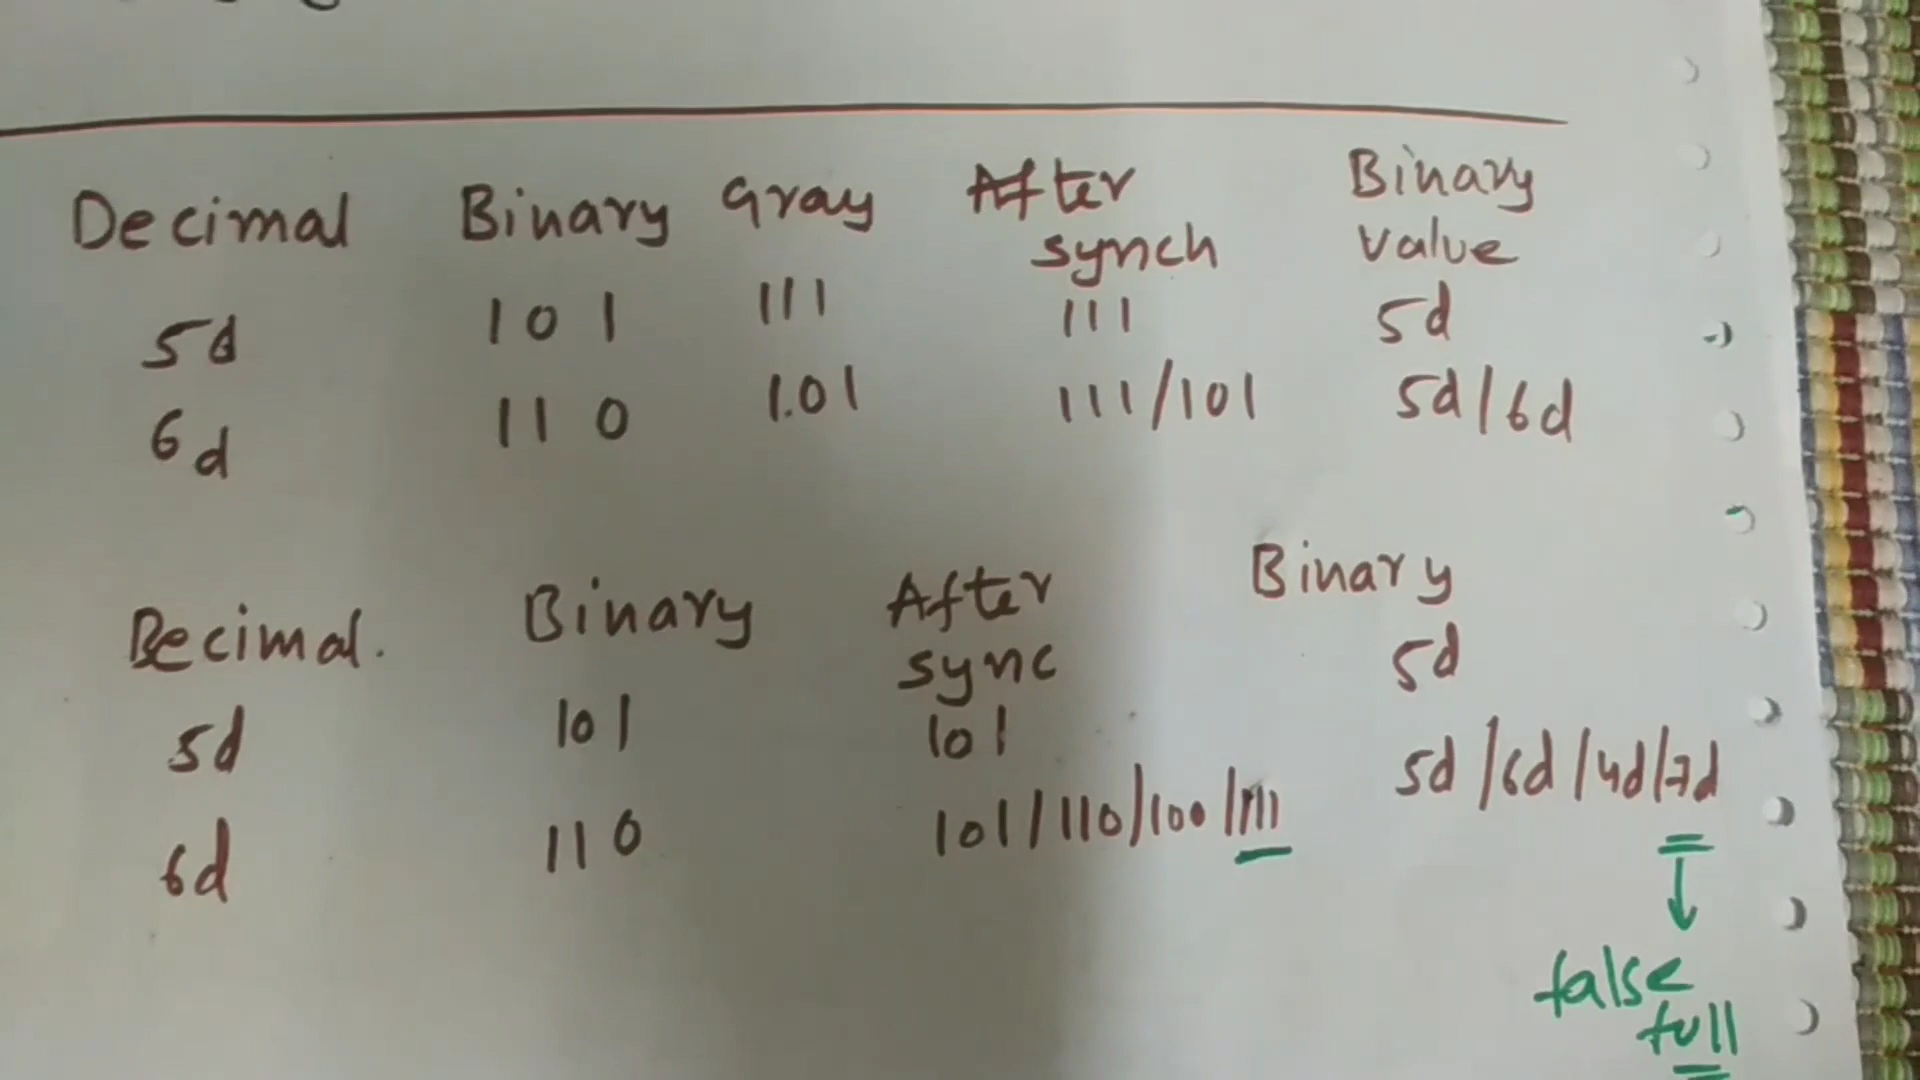 Decimal Binary Gray After synch Binary value
5d 101 111 111 5d
6d 110 1.01 111/101 5d/6d
Decimal. Binary After sync Binary
5d 101 101 5d
6d 110 101/110/100/111 5d/6d/4d/7d
false
full